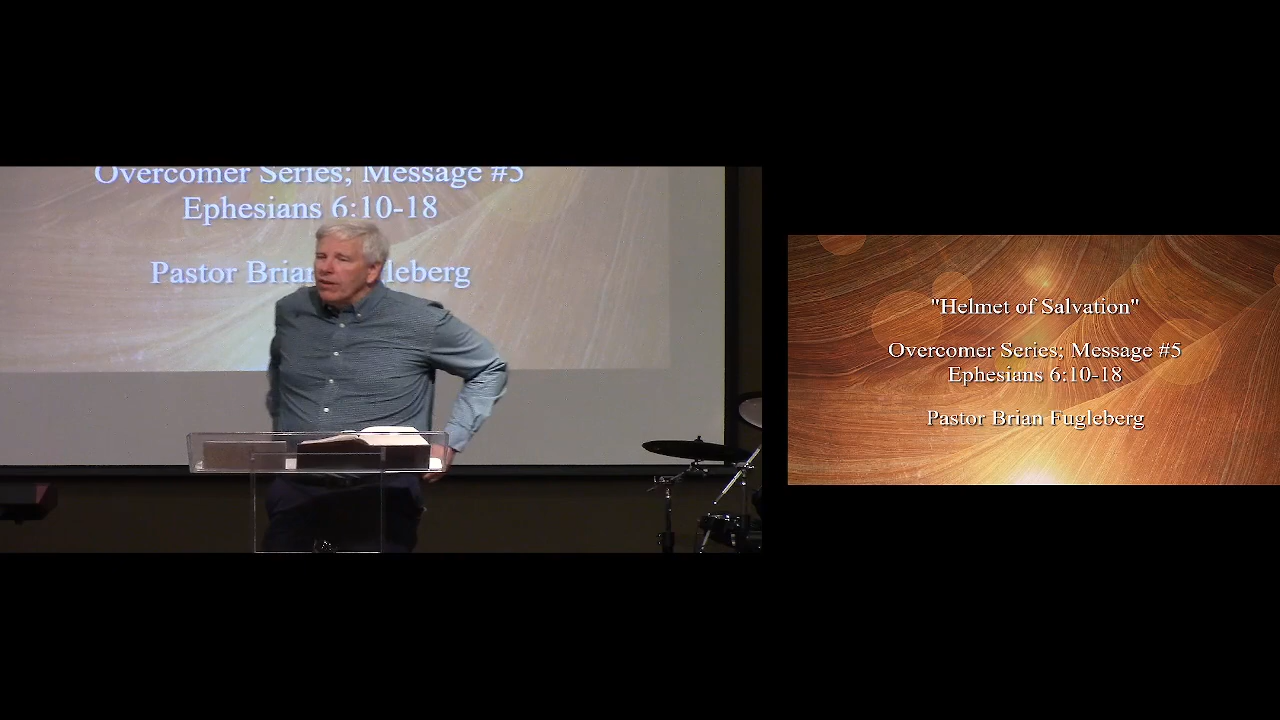 Overcomer Series; Message #5
Ephesians 6:10-18
Pastor Brian Fugleberg
"Helmet of Salvation"
Overcomer Series; Message #5
Ephesians 6:10-18
Pastor Brian Fugleberg